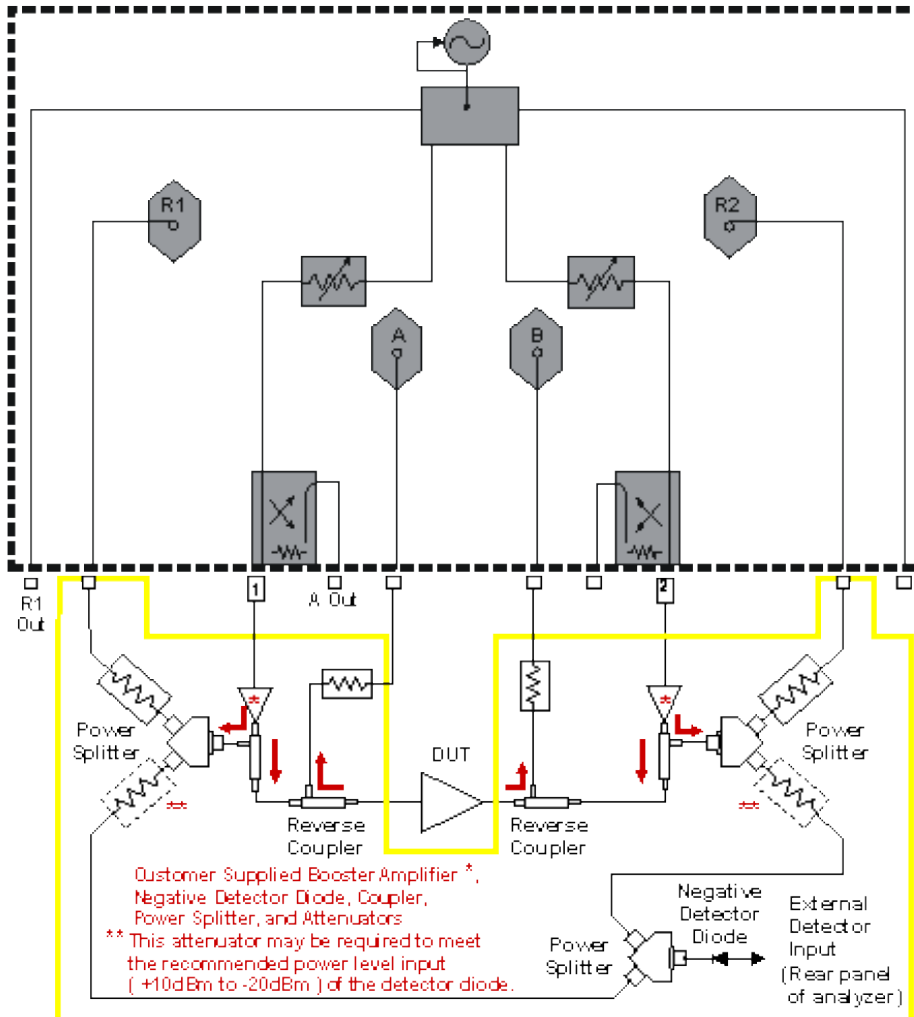 R1
R2
A
B
R1
Out
1
A Out
2
*
*
Power
Splitter
**
DUT
Power
Splitter
**
Reverse
Coupler
Reverse
Coupler
Customer Supplied Booster Amplifier *,
Negative Detector Diode, Coupler,
Power Splitter, and Attenuators
** This attenuator may be required to meet
the recommended power level input
( +10dBm to -20dBm ) of the detector diode.
Negative
Detector
Diode
Power
Splitter
External
Detector
Input
(Rear panel
of analyzer)